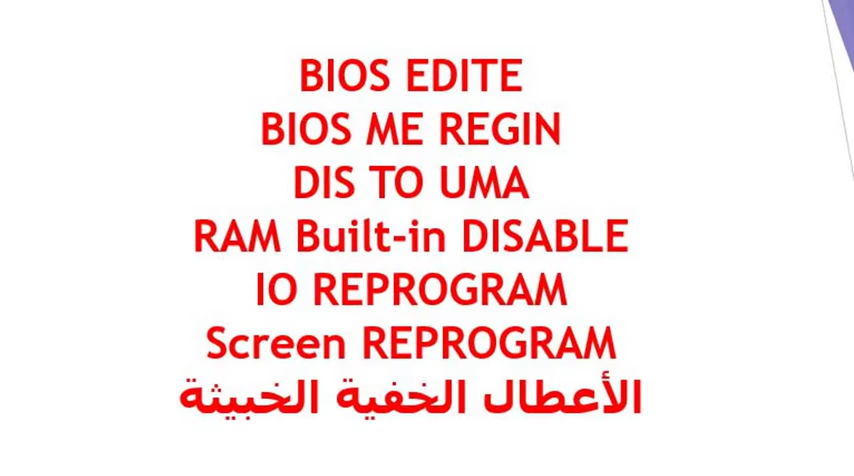 BIOS EDITE
BIOS ME REGIN
DIS TO UMA
RAM Built-in DISABLE
IO REPROGRAM
Screen REPROGRAM
الأعطال الخفية الخبيثة